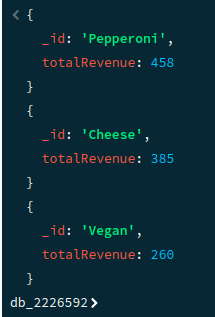 < {
_id: 'Pepperoni',
totalRevenue: 458
}
{
_id: 'Cheese',
totalRevenue: 385
}
{
_id: 'Vegan',
totalRevenue: 260
}
db_2226592>